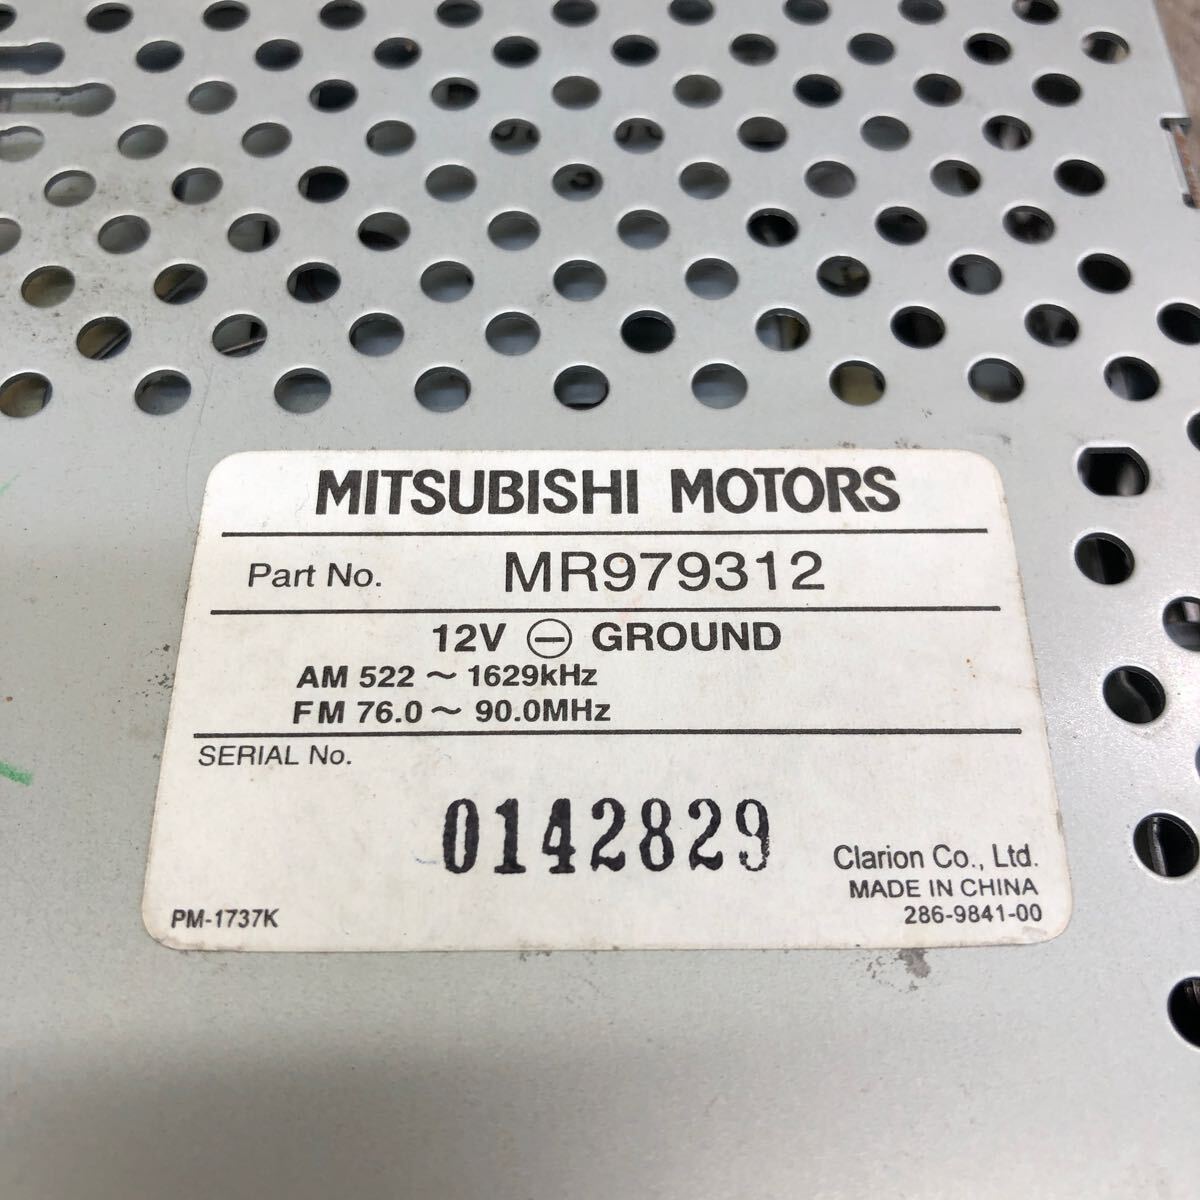 MITSUBISHI MOTORS
Part No. MR979312
12V ⊖ GROUND
AM 522 ～ 1629kHz
FM 76.0 ～ 90.0MHz
SERIAL No.
0142829
Clarion Co., Ltd.
MADE IN CHINA
PM-1737K 286-9841-00